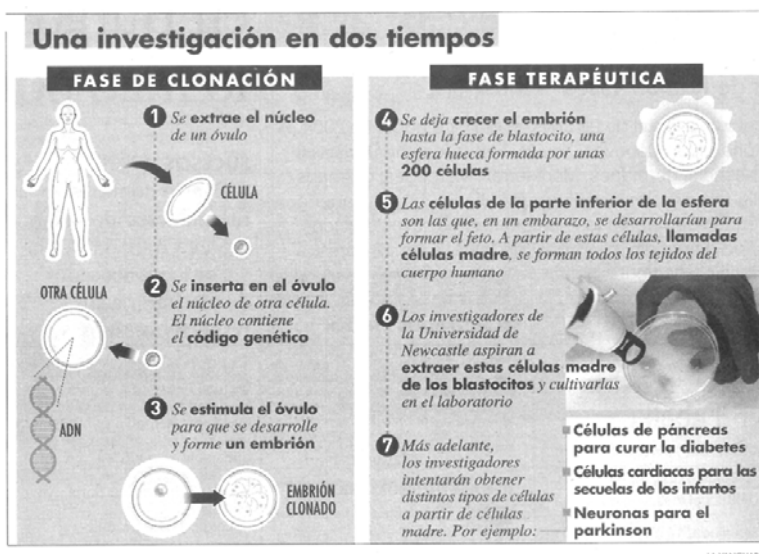 Una investigación en dos tiempos
FASE DE CLONACIÓN
1 Se extrae el núcleo
de un óvulo
CÉLULA
2 Se inserta en el óvulo
el núcleo de otra célula.
El núcleo contiene
el código genético
OTRA CÉLULA
ADN
3 Se estimula el óvulo
para que se desarrolle
y forme un embrión
EMBRIÓN
CLONADO
FASE TERAPÉUTICA
4 Se deja crecer el embrión
hasta la fase de blastocito, una
esfera hueca formada por unas
200 células
5 Las células de la parte inferior de la esfera
son las que, en un embarazo, se desarrollarían para
formar el feto. A partir de estas células, llamadas
células madre, se forman todos los tejidos del
cuerpo humano
6 Los investigadores de
la Universidad de
Newcastle aspiran a
extraer estas células madre
de los blastocitos y cultivarlas
en el laboratorio
7 Más adelante,
los investigadores
intentarán obtener
distintos tipos de células
a partir de células
madre. Por ejemplo:
Células de páncreas
para curar la diabetes
Células cardiacas para las
secuelas de los infartos
Neuronas para el
parkinson